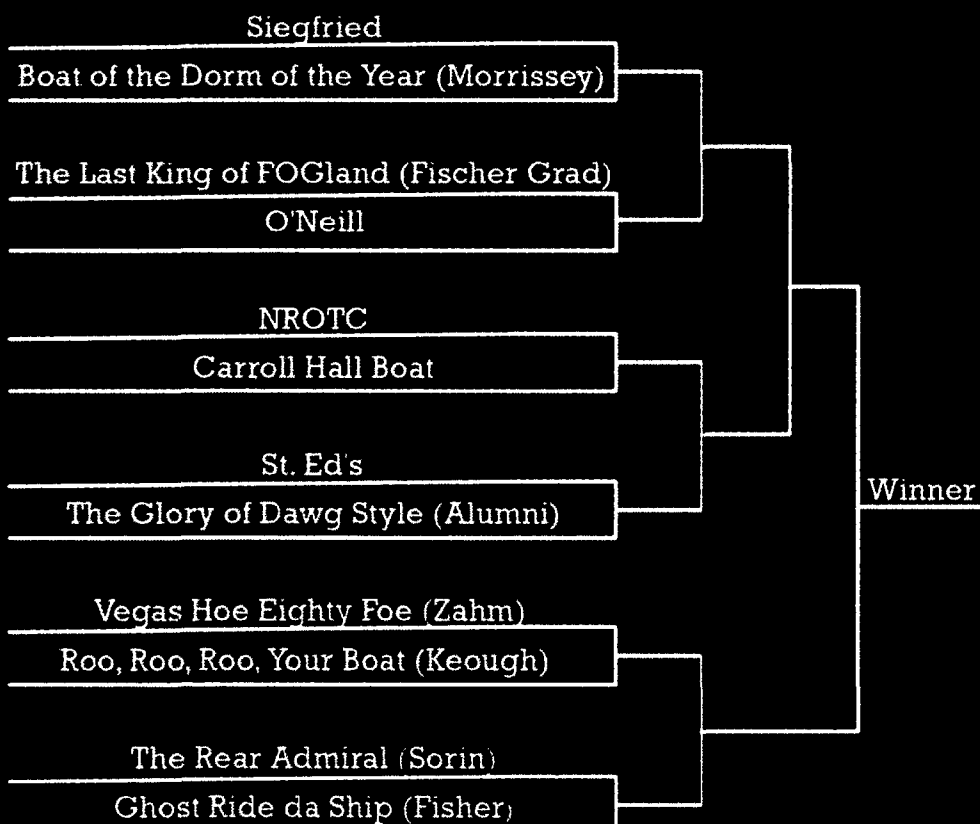 Siegfried
Boat of the Dorm of the Year (Morrissey)
The Last King of FOGland (Fischer Grad)
O'Neill
NROTC
Carroll Hall Boat
St. Ed's
The Glory of Dawg Style (Alumni)
Winner
Vegas Hoe Eighty Foe (Zahm)
Roo, Roo, Roo, Your Boat (Keough)
The Rear Admiral (Sorin)
Ghost Ride da Ship (Fisher)